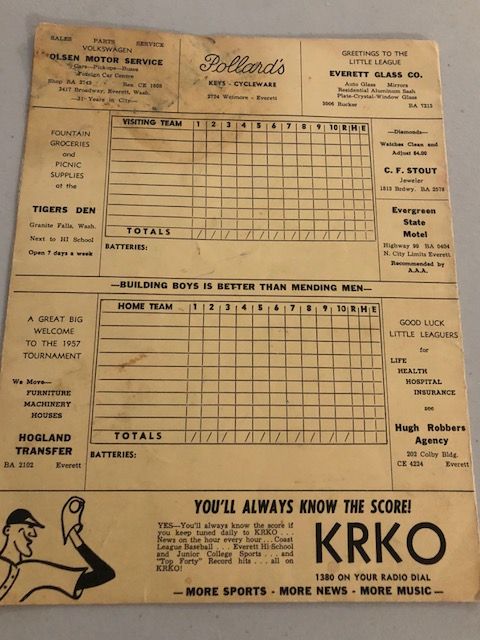 SALES PARTS SERVICE
VOLKSWAGEN
OLSEN MOTOR SERVICE
Cars—Pickups—Buses
Foreign Car Centre
Shop BA 2743 Res CE 1808
3417 Broadway, Everett, Wash.
—31 Years in City—
Pollard's
KEYS - CYCLEWARE
2704 Wetmore - Everett
GREETINGS TO THE
LITTLE LEAGUE
EVERETT GLASS CO.
Auto Glass Mirrors
Residential Aluminum Sash
Plate-Crystal-Window Glass
3006 Rucker BA 7215
FOUNTAIN
GROCERIES
and
PICNIC
SUPPLIES
at the
TIGERS DEN
Granite Falls, Wash.
Next to HI School
Open 7 days a week
VISITING TEAM 1 2 3 4 5 6 7 8 9 10 R H E
TOTALS
BATTERIES:
—Diamonds—
Watches Clean and
Adjust $4.00
C. F. STOUT
Jeweler
1813 Brdwy. BA 2578
Evergreen
State
Motel
Highway 99 BA 0404
N. City Limits Everett
Recommended by
A.A.A.
—BUILDING BOYS IS BETTER THAN MENDING MEN—
A GREAT BIG
WELCOME
TO THE 1957
TOURNAMENT
We Move—
FURNITURE
MACHINERY
HOUSES
HOGLAND
TRANSFER
BA 2102 Everett
HOME TEAM 1 2 3 4 5 6 7 8 9 10 R H E
TOTALS
BATTERIES:
GOOD LUCK
LITTLE LEAGUERS
for
LIFE
HEALTH
HOSPITAL
INSURANCE
see
Hugh Robbers
Agency
202 Colby Bldg.
CE 4224 Everett
YOU'LL ALWAYS KNOW THE SCORE!
YES—You'll always know the score if
you keep tuned daily to KRKO . . .
News on the hour every hour . . . Coast
League Baseball . . . Everett Hi-School
and Junior College Sports . . . and
"Top Forty" Record hits . . . all on
KRKO!
KRKO
1380 ON YOUR RADIO DIAL
— MORE SPORTS - MORE NEWS - MORE MUSIC —